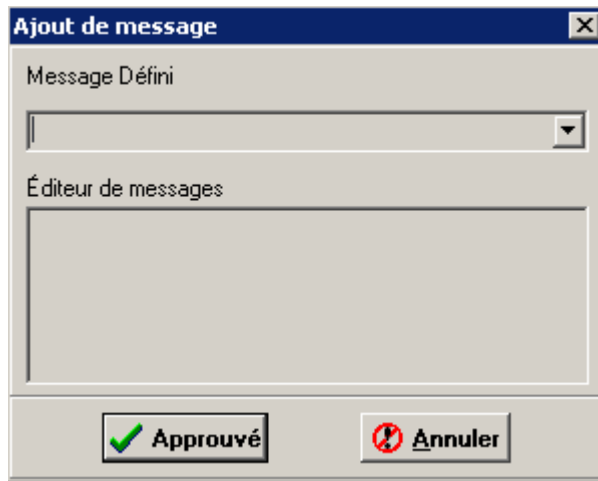 Ajout de message
Message Défini
Éditeur de messages
Approuvé
Annuler